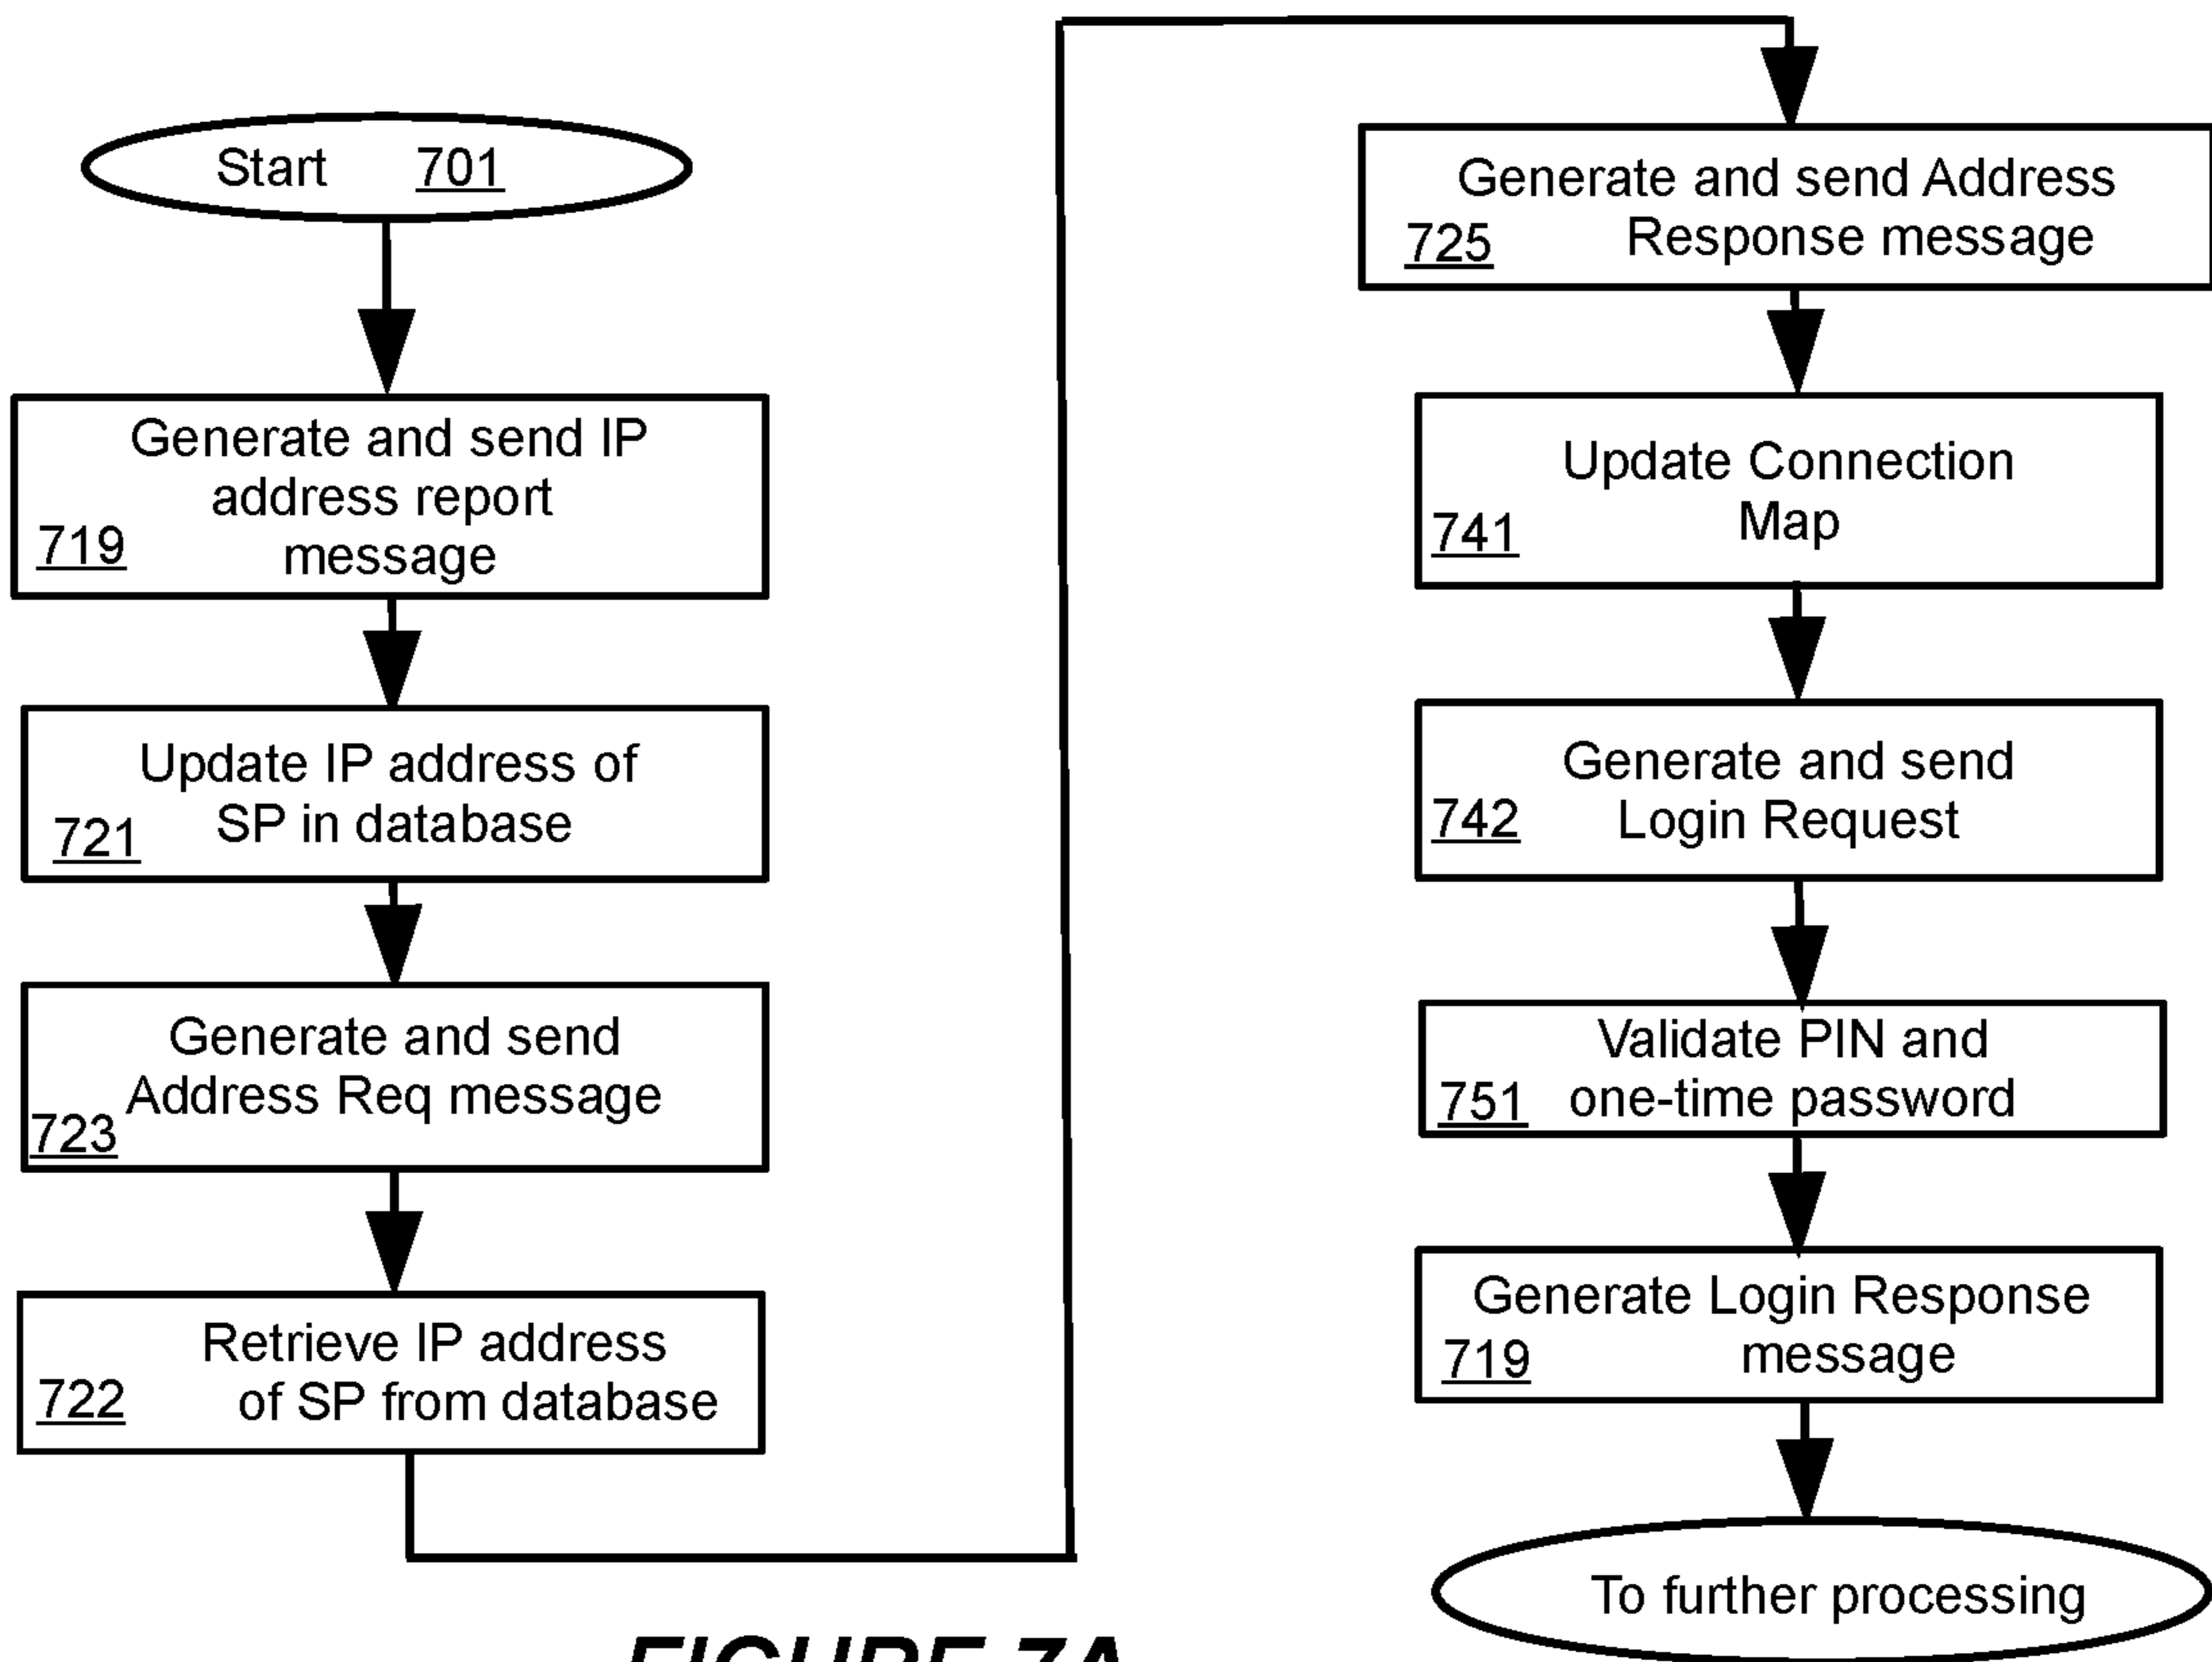 Start 701
Generate and send IP
address report
719 message
Update IP address of
721 SP in database
Generate and send
Address Req message
723
Retrieve IP address
722 of SP from database
Generate and send Address
725 Response message
Update Connection
741 Map
Generate and send
742 Login Request
Validate PIN and
751 one-time password
Generate Login Response
719 message
To further processing
FIGURE 7A